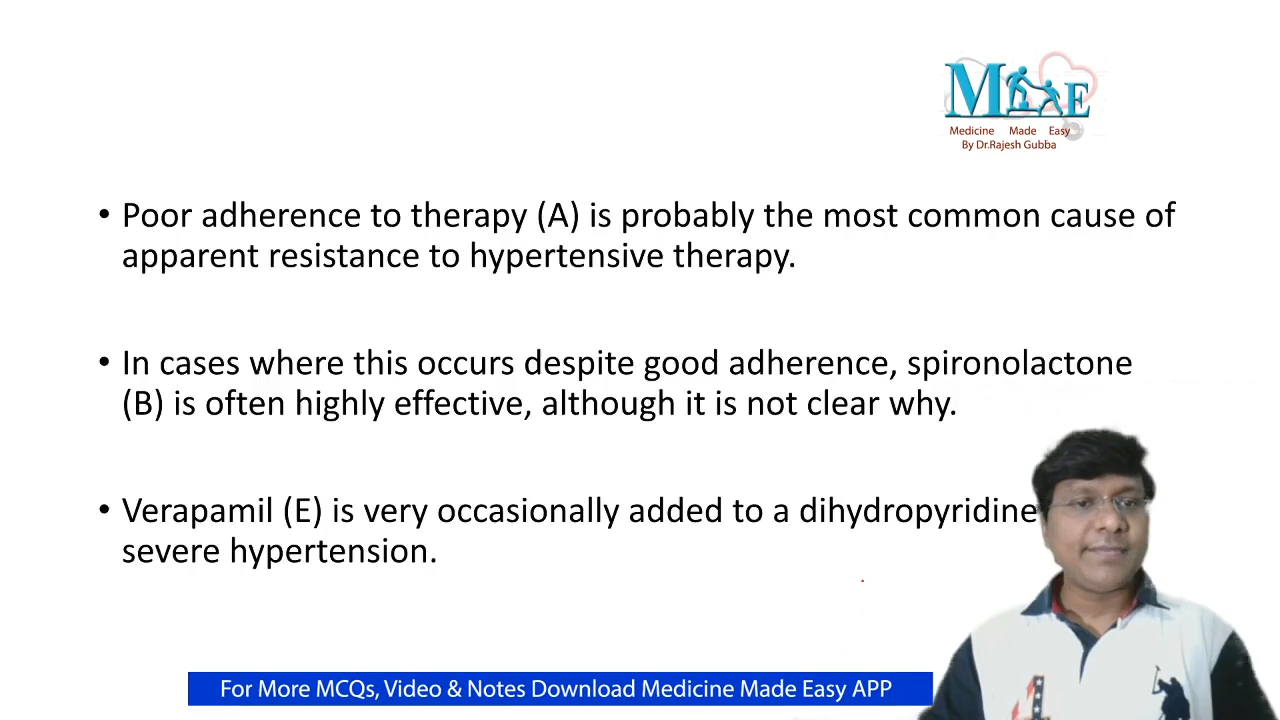 M E
Medicine Made Easy
By Dr.Rajesh Gubba
• Poor adherence to therapy (A) is probably the most common cause of
apparent resistance to hypertensive therapy.
• In cases where this occurs despite good adherence, spironolactone
(B) is often highly effective, although it is not clear why.
• Verapamil (E) is very occasionally added to a dihydropyridine
severe hypertension.
For More MCQs, Video & Notes Download Medicine Made Easy APP